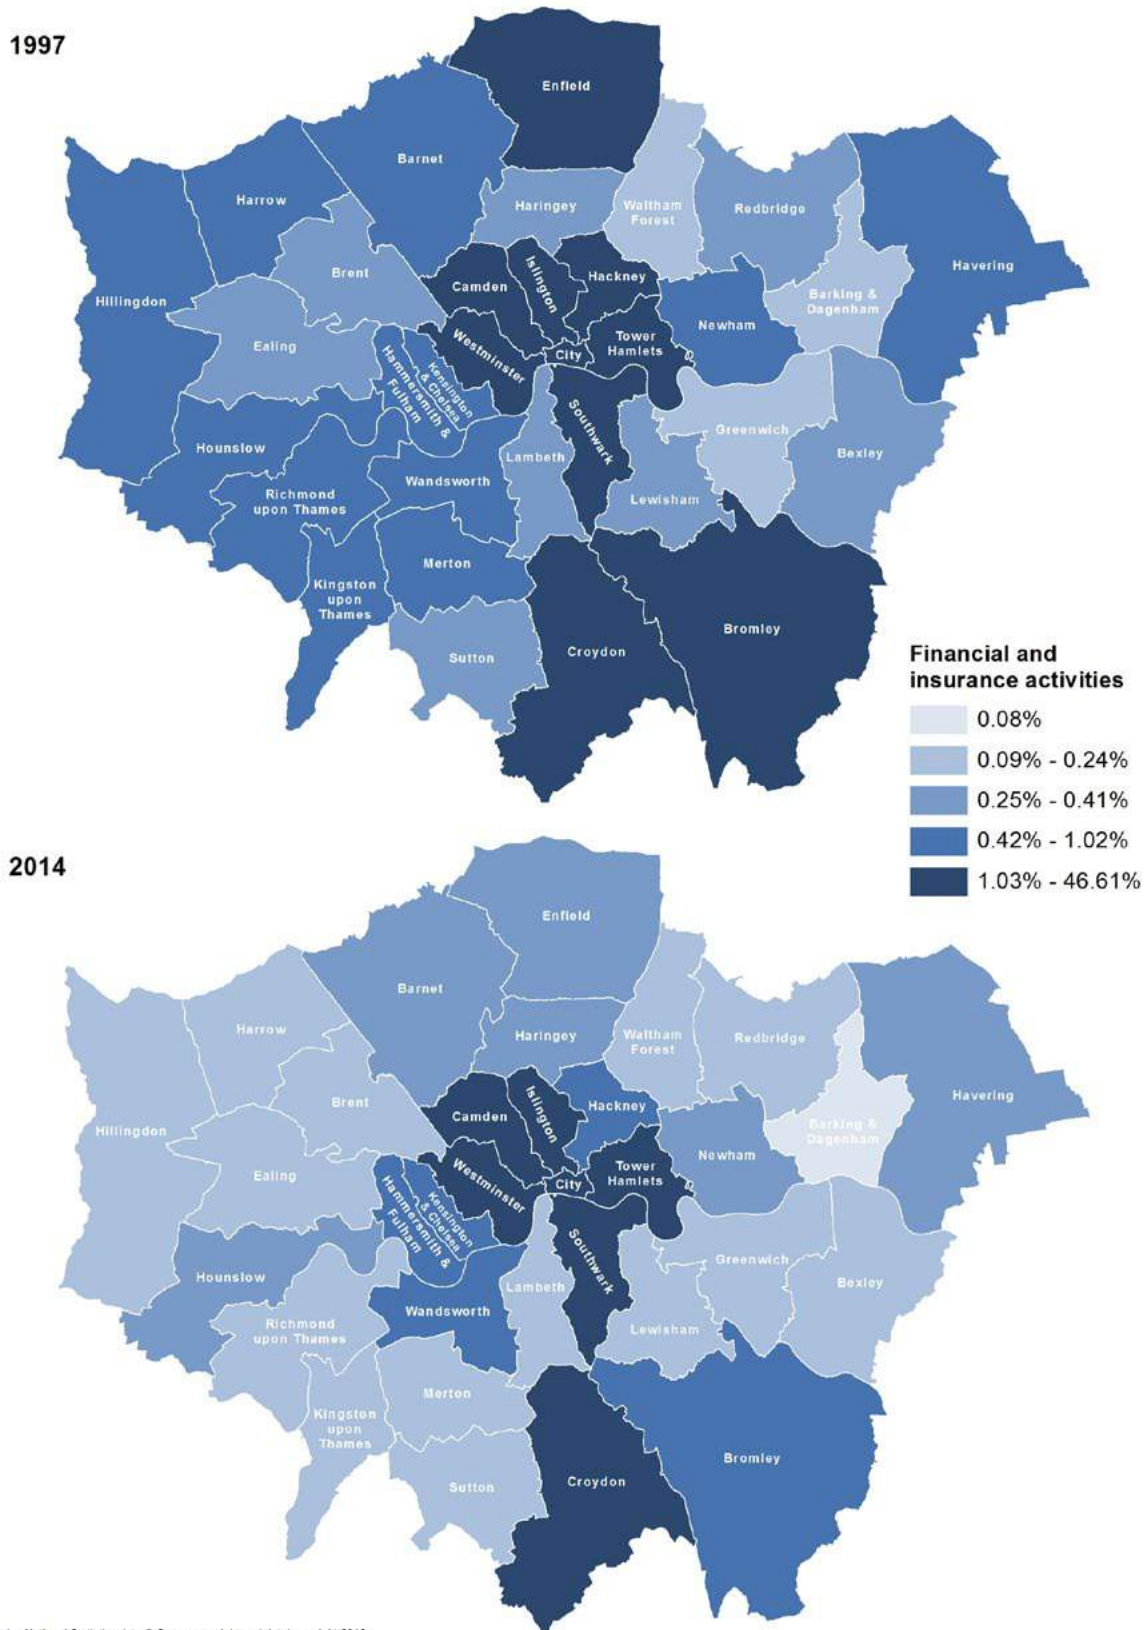 1997
Enfield
Barnet
Harrow
Haringey
Waltham
Forest
Redbridge
Havering
Hillingdon
Brent
Camden
Islington
Hackney
Barking &
Dagenham
Ealing
Westminster
City
Tower
Hamlets
Newham
Hammersmith &
Fulham
Kensington
& Chelsea
Hounslow
Greenwich
Bexley
Southwark
Lambeth
Wandsworth
Richmond
upon Thames
Lewisham
Merton
Kingston
upon
Thames
Sutton
Croydon
Bromley
Financial and
insurance activities
0.08%
0.09% - 0.24%
0.25% - 0.41%
0.42% - 1.02%
1.03% - 46.61%
2014
Enfield
Barnet
Harrow
Haringey
Waltham
Forest
Redbridge
Havering
Hillingdon
Brent
Camden
Islington
Hackney
Barking &
Dagenham
Ealing
Westminster
City
Tower
Hamlets
Newham
Hammersmith &
Fulham
Kensington
& Chelsea
Hounslow
Greenwich
Bexley
Southwark
Lambeth
Wandsworth
Richmond
upon Thames
Lewisham
Merton
Kingston
upon
Thames
Sutton
Croydon
Bromley